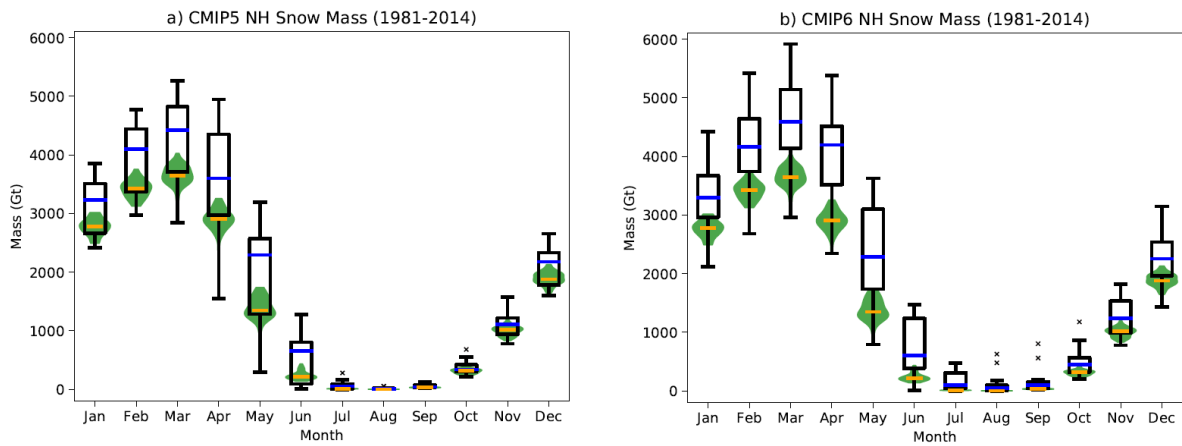 a) CMIP5 NH Snow Mass (1981-2014)
6000
5000
4000
3000
2000
1000
0
Mass (Gt)
Jan Feb Mar Apr May Jun Jul Aug Sep Oct Nov Dec
Month
b) CMIP6 NH Snow Mass (1981-2014)
6000
5000
4000
3000
2000
1000
0
Mass (Gt)
Jan Feb Mar Apr May Jun Jul Aug Sep Oct Nov Dec
Month